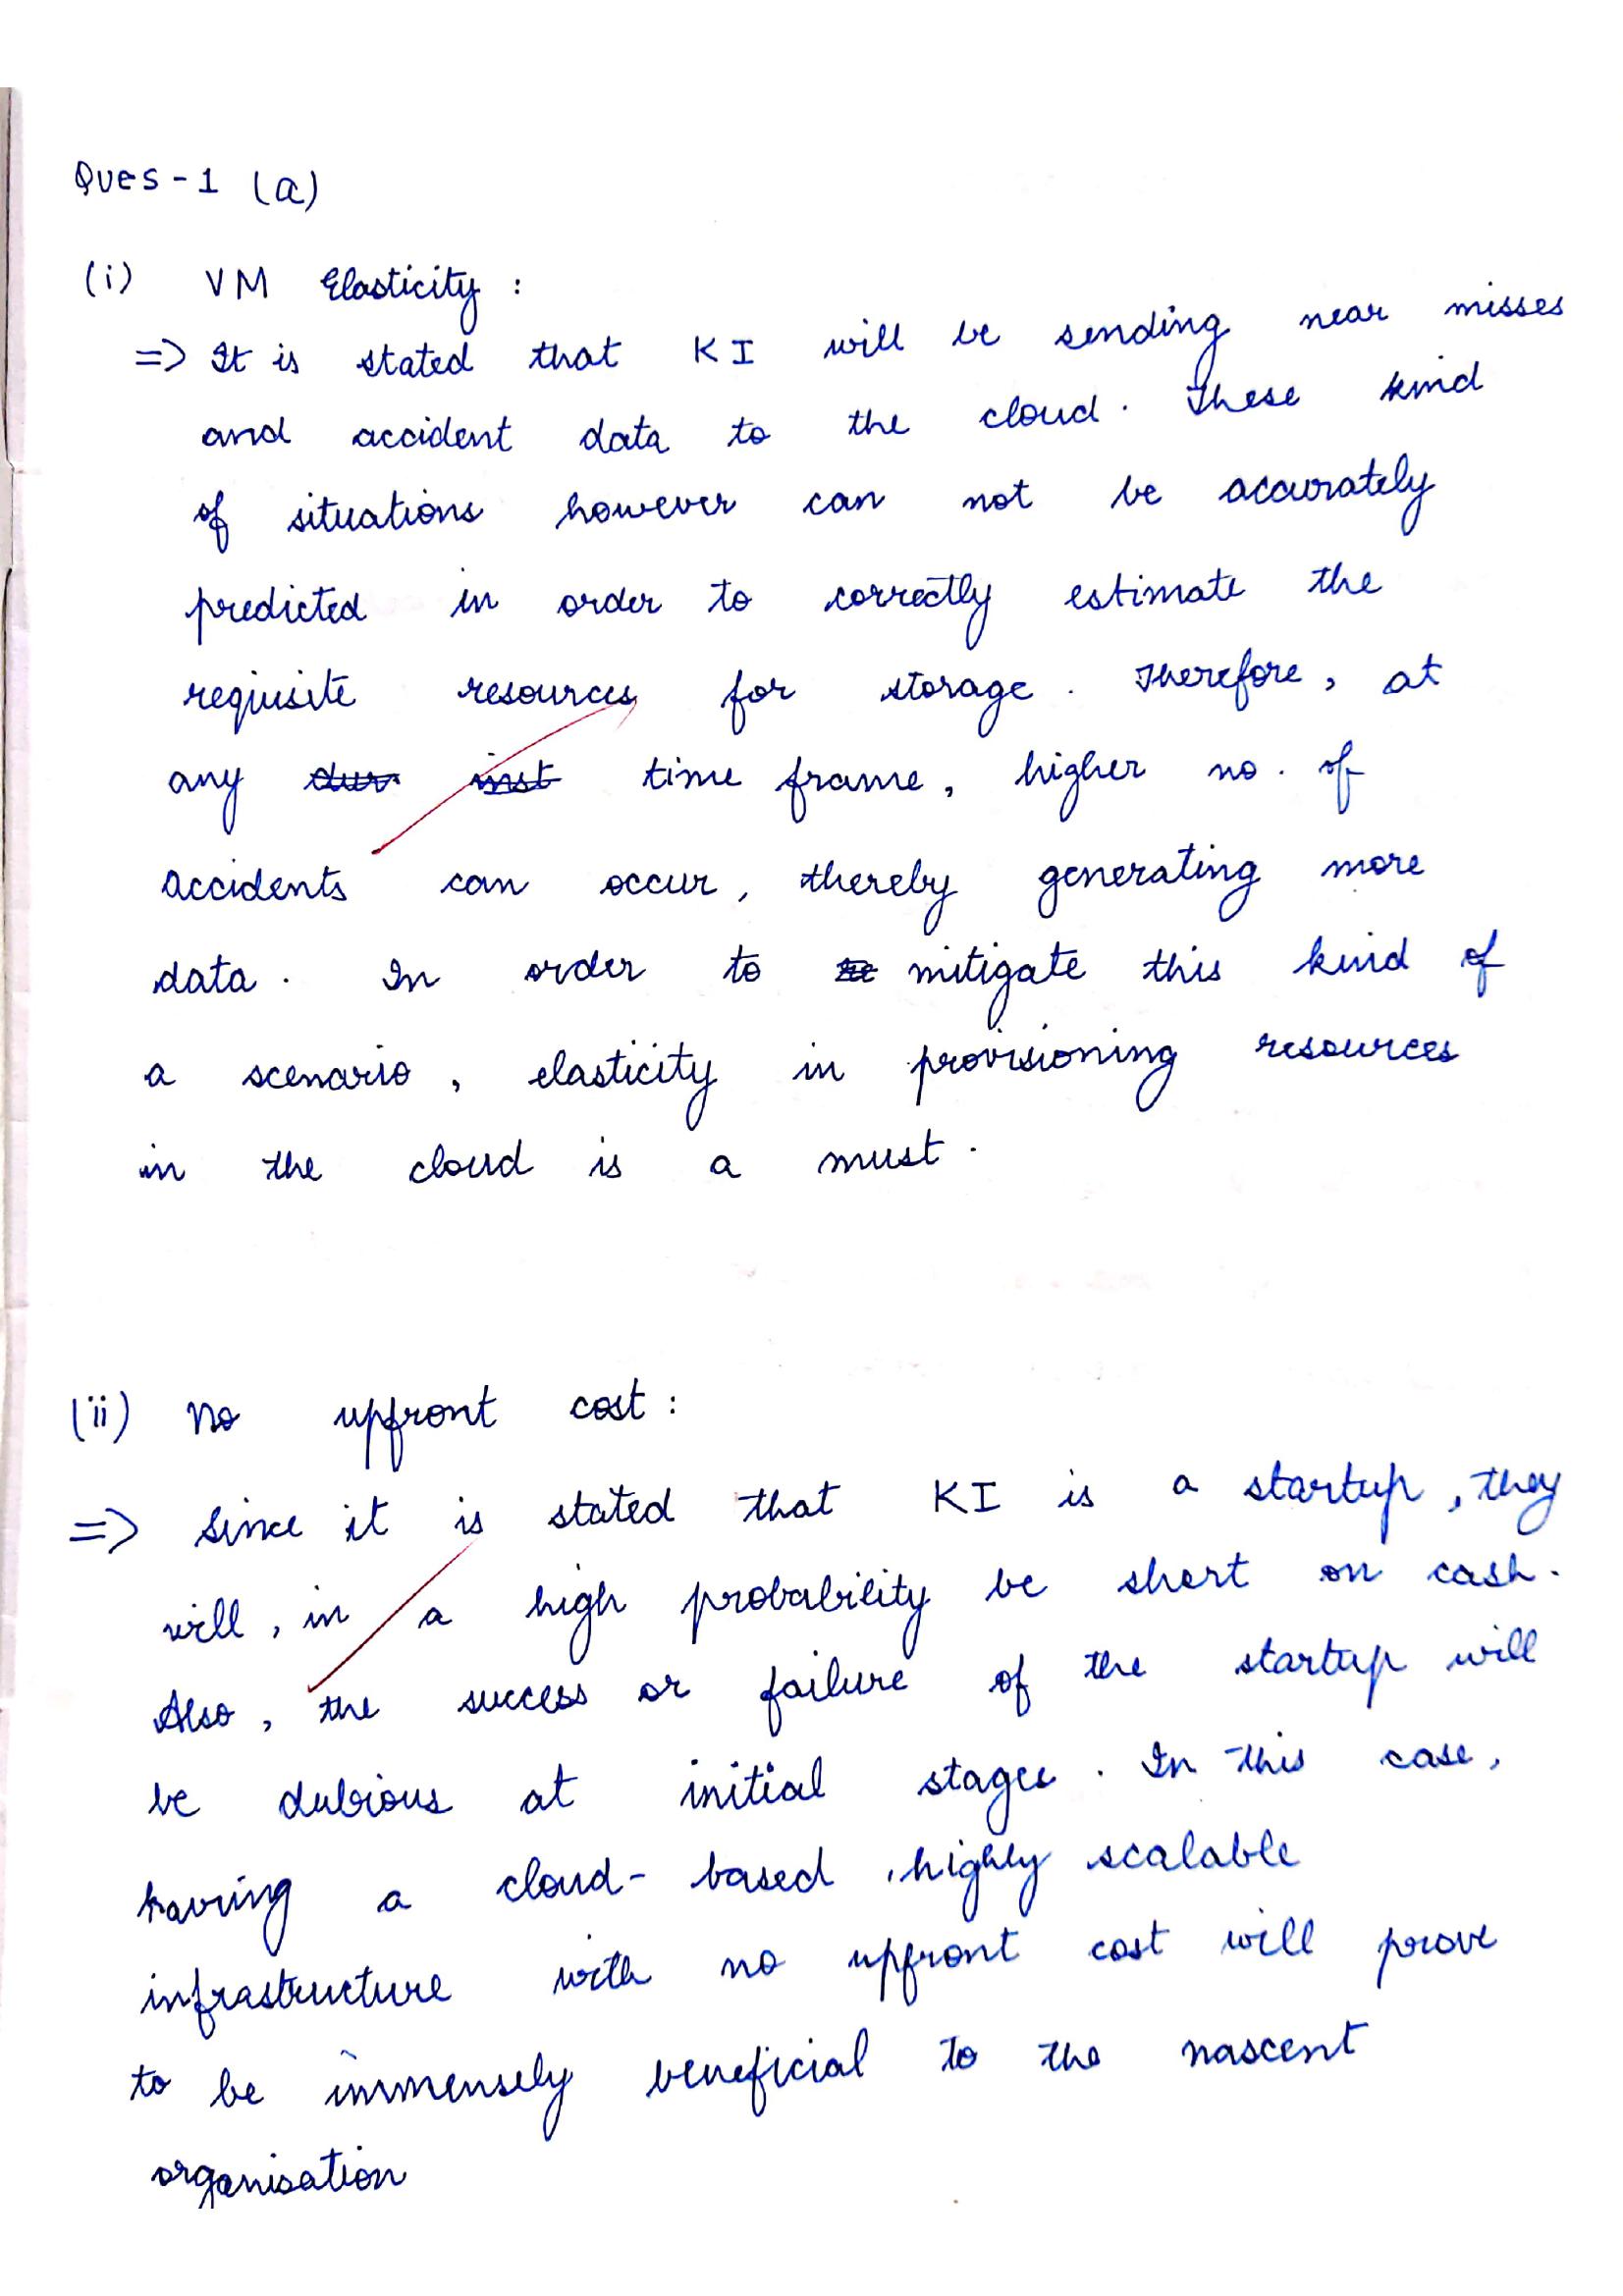 Ques - 1 (a)
(i) VM Elasticity :
=> It is stated that KI will be sending near misses
and accident data to the cloud. These kind
of situations however can not be accurately
predicted in order to correctly estimate the
requisite resources for storage. Therefore, at
any time frame, higher no. of
accidents can occur, thereby generating more
data. In order to mitigate this kind of
a scenario, elasticity in provisioning resources
in the cloud is a must.
(ii) No upfront cost :
=> Since it is stated that KI is a startup, they
will, in a high probability be short on cash.
Also, the success or failure of the startup will
be dubious at initial stages. In this case,
having a cloud-based, highly scalable
infrastructure with no upfront cost will prove
to be immensely beneficial to the nascent
organisation